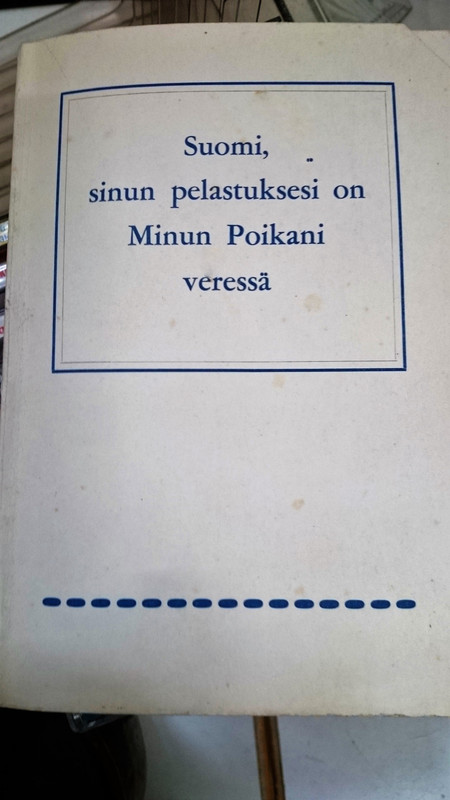 Suomi,
sinun pelastuksesi on
Minun Poikani
veressä